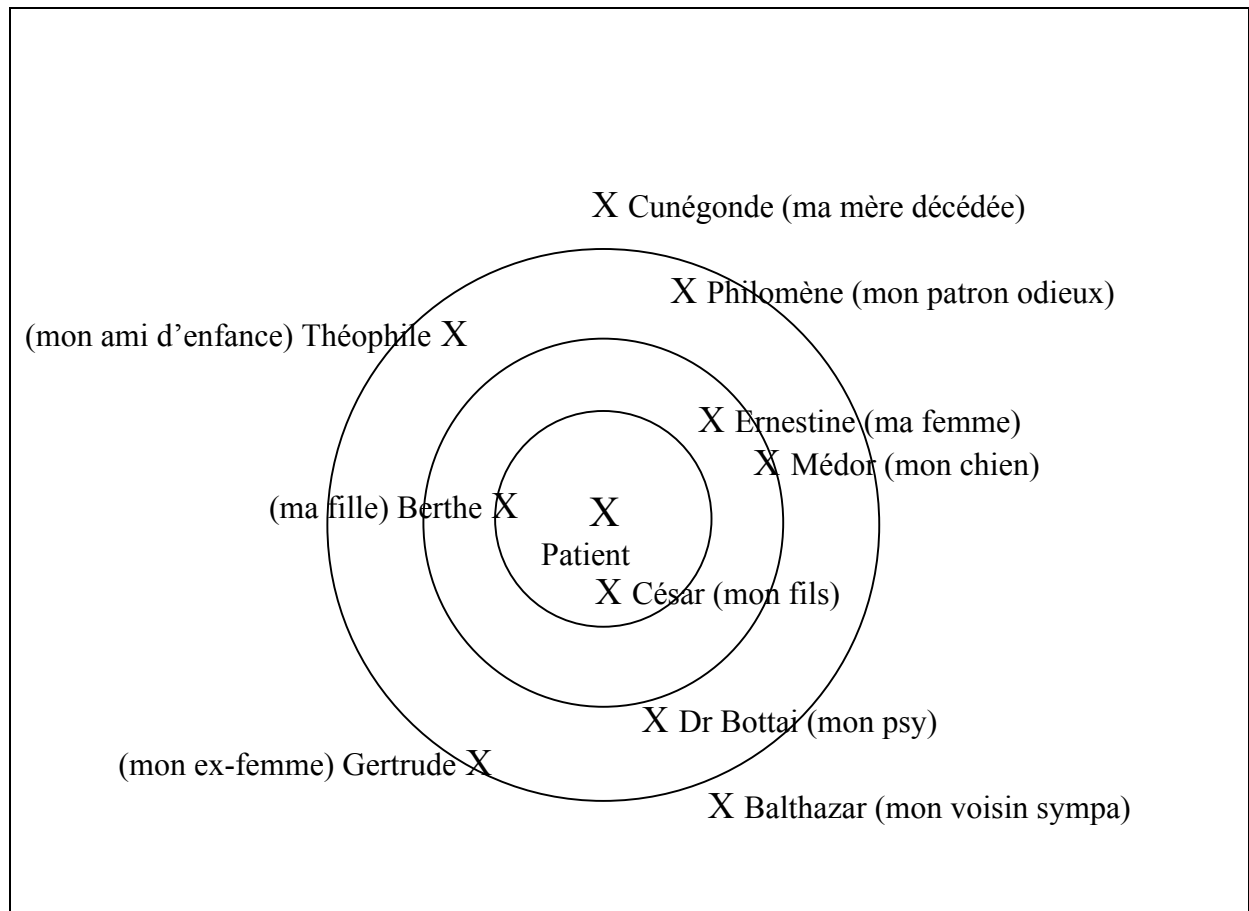 X Cunégonde (ma mère décédée)
X Philomène (mon patron odieux)
(mon ami d’enfance) Théophile X
X Ernestine (ma femme)
X Médor (mon chien)
(ma fille) Berthe X
X
Patient
X César (mon fils)
X Dr Bottai (mon psy)
(mon ex-femme) Gertrude X
X Balthazar (mon voisin sympa)